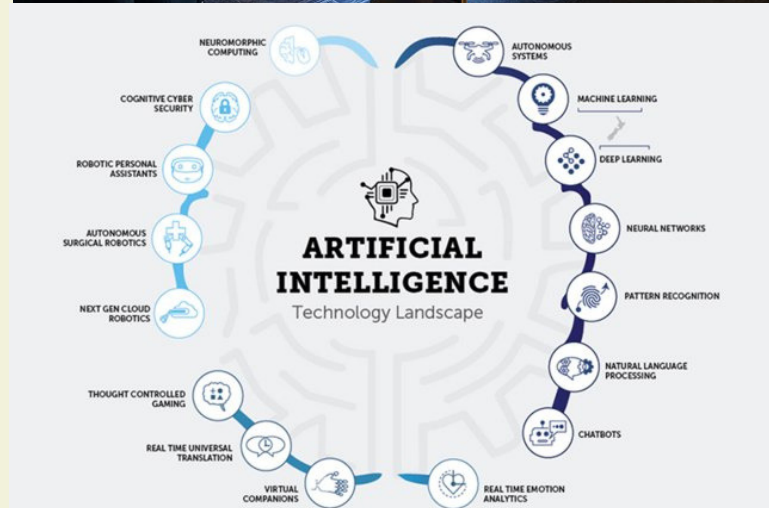 ARTIFICIAL
INTELLIGENCE
Technology Landscape
NEUROMORPHIC
COMPUTING
COGNITIVE CYBER
SECURITY
ROBOTIC PERSONAL
ASSISTANTS
AUTONOMOUS
SURGICAL ROBOTICS
NEXT GEN CLOUD
ROBOTICS
THOUGHT CONTROLLED
GAMING
REAL TIME UNIVERSAL
TRANSLATION
VIRTUAL
COMPANIONS
AUTONOMOUS
SYSTEMS
MACHINE LEARNING
DEEP LEARNING
NEURAL NETWORKS
PATTERN RECOGNITION
NATURAL LANGUAGE
PROCESSING
CHATBOTS
REAL TIME EMOTION
ANALYTICS